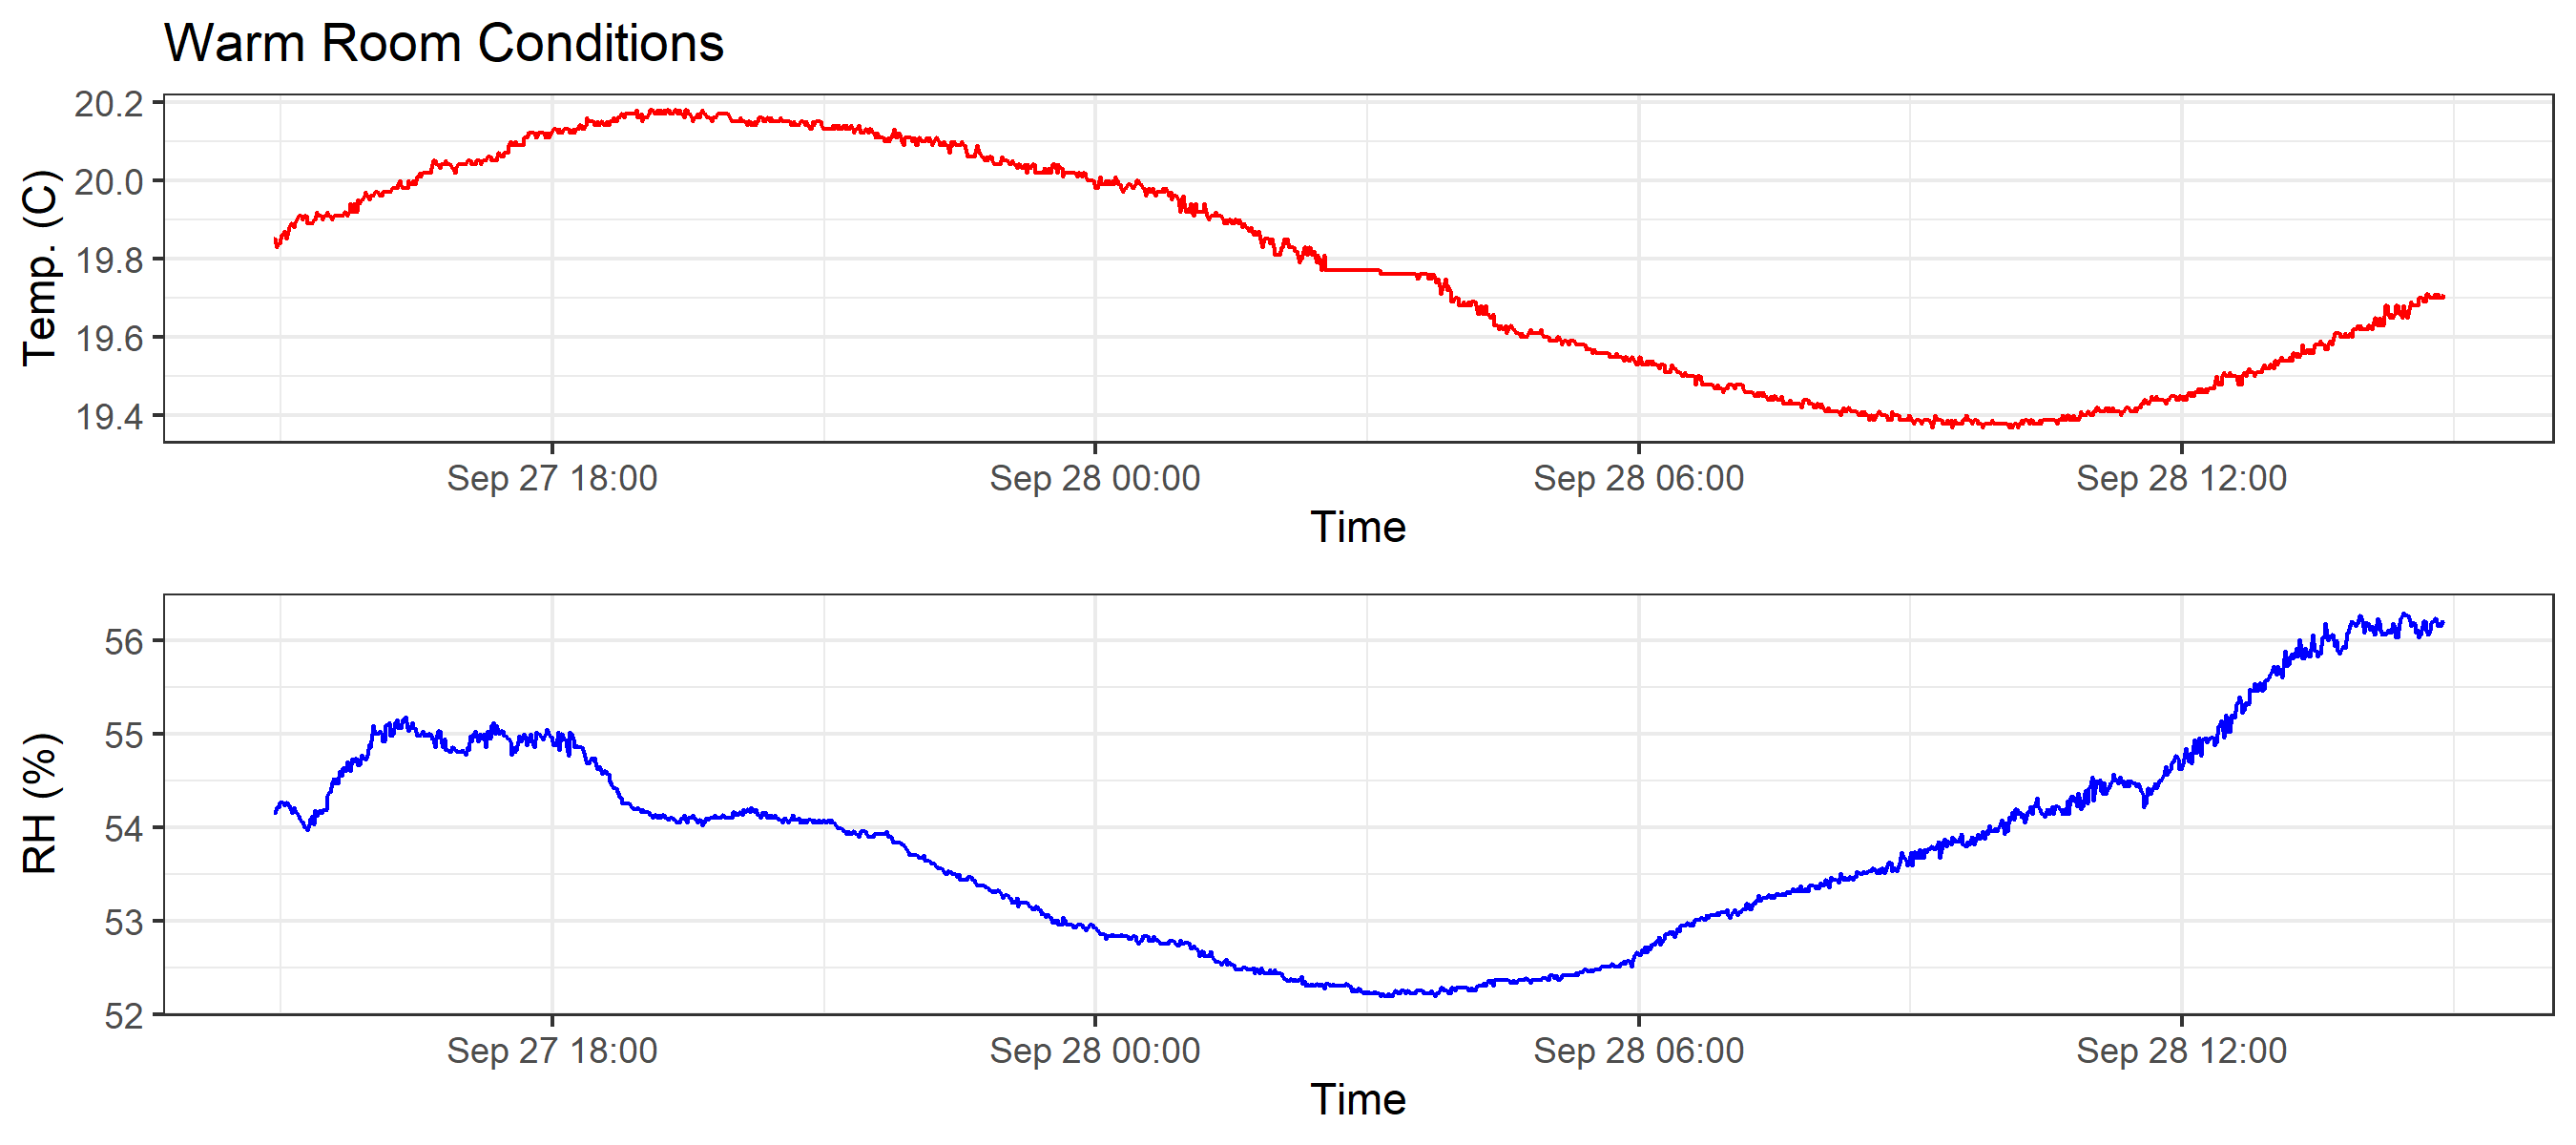 Warm Room Conditions
Temp. (C)
20.2
20.0
19.8
19.6
19.4
Sep 27 18:00 Sep 28 00:00 Sep 28 06:00 Sep 28 12:00
Time
RH (%)
56
55
54
53
52
Sep 27 18:00 Sep 28 00:00 Sep 28 06:00 Sep 28 12:00
Time